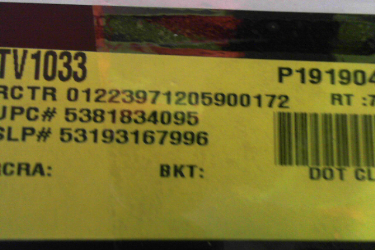 TV1033 P191904
RCTR 01223971205900172 RT :7
UPC# 5381834095
SLP# 53193167996
RCRA: BKT: DOT CL